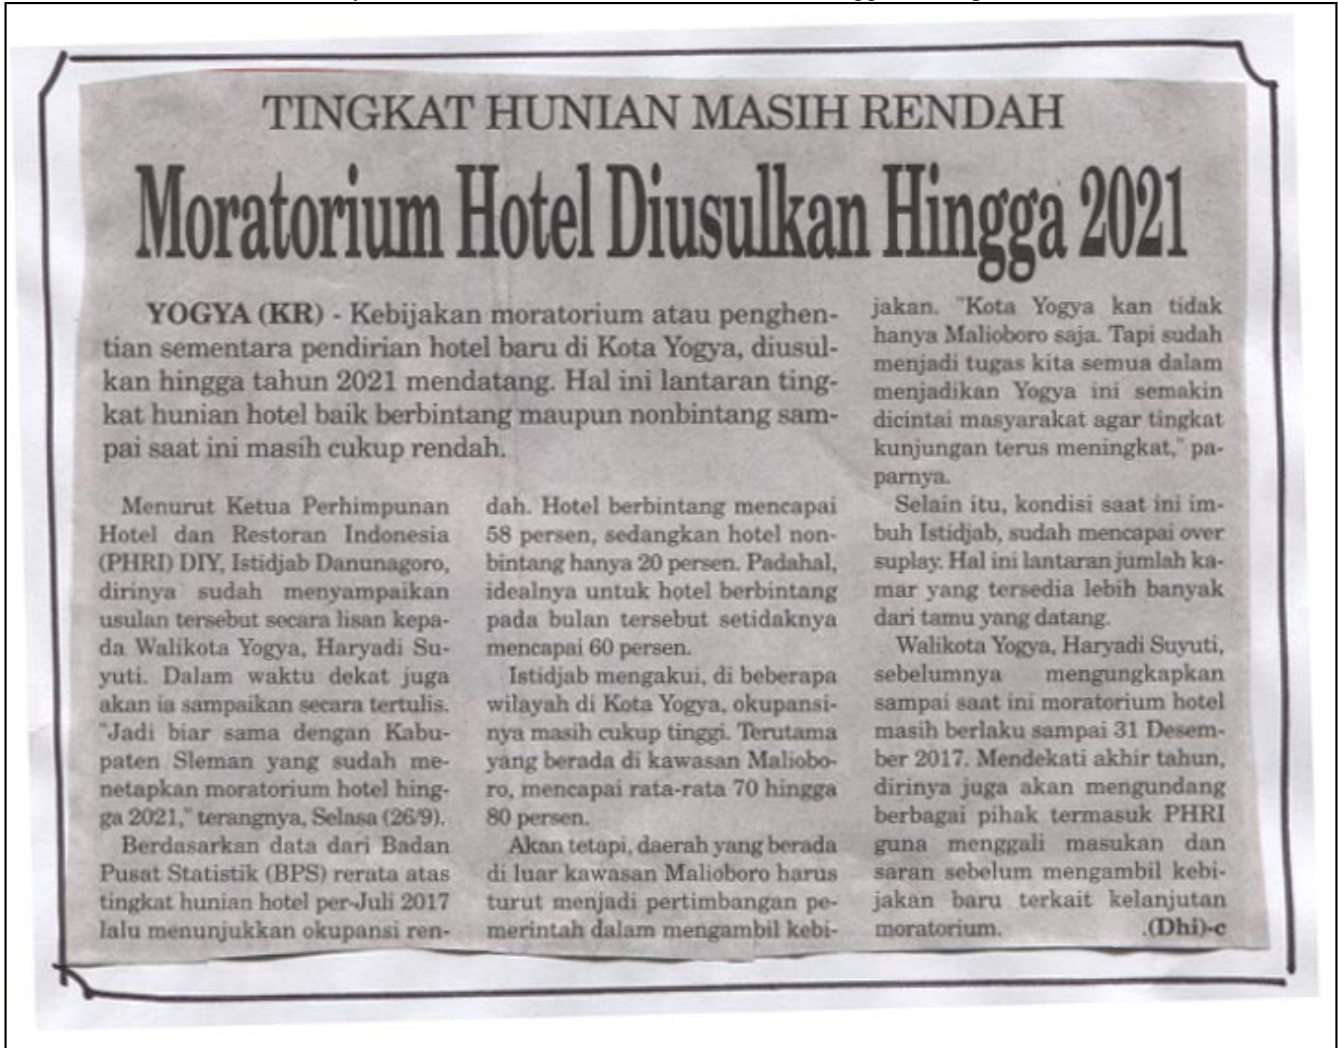 TINGKAT HUNIAN MASIH RENDAH
Moratorium Hotel Diusulkan Hingga 2021
YOGYA (KR) - Kebijakan moratorium atau penghen-
tian sementara pendirian hotel baru di Kota Yogya, diusul-
kan hingga tahun 2021 mendatang. Hal ini lantaran ting-
kat hunian hotel baik berbintang maupun nonbintang sam-
pai saat ini masih cukup rendah.
Menurut Ketua Perhimpunan
Hotel dan Restoran Indonesia
(PHRI) DIY, Istidjab Danunagoro,
dirinya sudah menyampaikan
usulan tersebut secara lisan kepa-
da Walikota Yogya, Haryadi Su-
yuti. Dalam waktu dekat juga
akan ia sampaikan secara tertulis.
"Jadi biar sama dengan Kabu-
paten Sleman yang sudah me-
netapkan moratorium hotel hing-
ga 2021," terangnya, Selasa (26/9).
Berdasarkan data dari Badan
Pusat Statistik (BPS) rerata atas
tingkat hunian hotel per-Juli 2017
lalu menunjukkan okupansi ren-
dah. Hotel berbintang mencapai
58 persen, sedangkan hotel non-
bintang hanya 20 persen. Padahal,
idealnya untuk hotel berbintang
pada bulan tersebut setidaknya
mencapai 60 persen.
Istidjab mengakui, di beberapa
wilayah di Kota Yogya, okupansi-
nya masih cukup tinggi. Terutama
yang berada di kawasan Maliobo-
ro, mencapai rata-rata 70 hingga
80 persen.
Akan tetapi, daerah yang berada
di luar kawasan Malioboro harus
turut menjadi pertimbangan pe-
merintah dalam mengambil kebi-
jakan. "Kota Yogya kan tidak
hanya Malioboro saja. Tapi sudah
menjadi tugas kita semua dalam
menjadikan Yogya ini semakin
dicintai masyarakat agar tingkat
kunjungan terus meningkat," pa-
parnya.
Selain itu, kondisi saat ini im-
buh Istidjab, sudah mencapai over
suplay. Hal ini lantaran jumlah ka-
mar yang tersedia lebih banyak
dari tamu yang datang.
Walikota Yogya, Haryadi Suyuti,
sebelumnya mengungkapkan
sampai saat ini moratorium hotel
masih berlaku sampai 31 Desem-
ber 2017. Mendekati akhir tahun,
dirinya juga akan mengundang
berbagai pihak termasuk PHRI
guna menggali masukan dan
saran sebelum mengambil kebi-
jakan baru terkait kelanjutan
moratorium. .(Dhi)-c